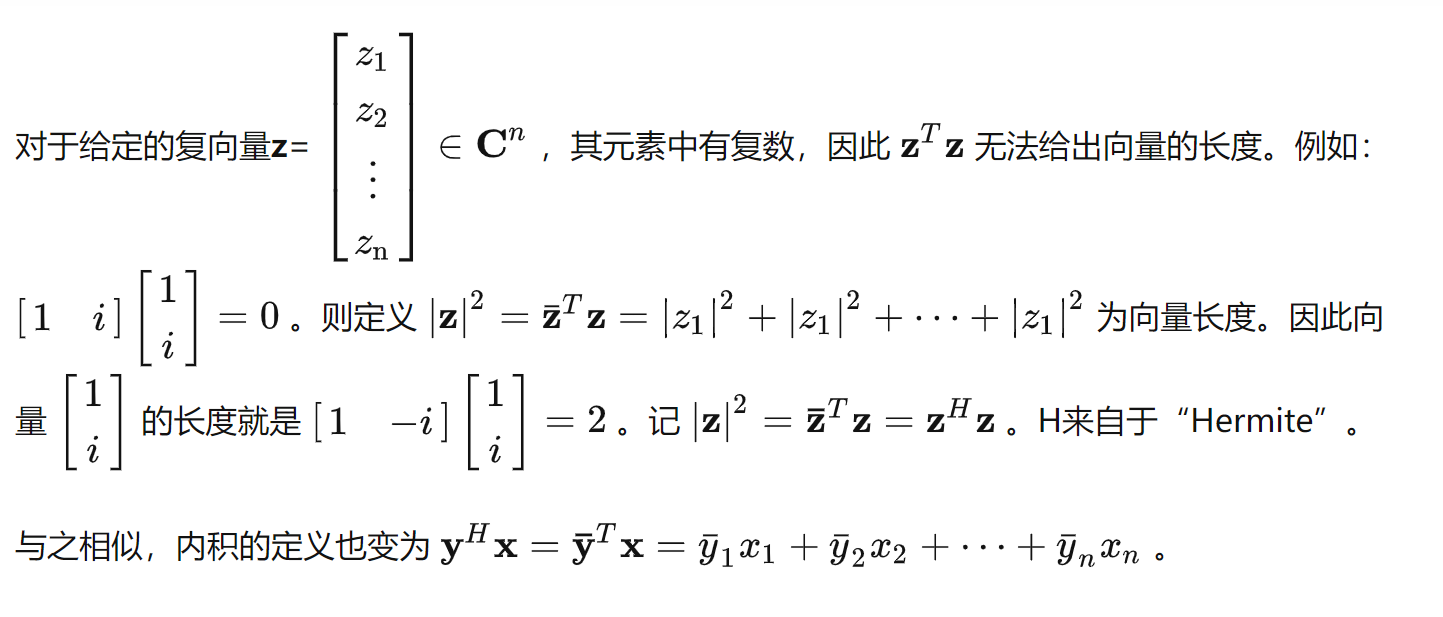 对于给定的复向量z= [z₁ z₂ ⋮ zₙ] ∈ Cⁿ ，其元素中有复数，因此 zᵀz 无法给出向量的长度。例如：
[1 i] [1 i] = 0 。则定义 |z|² = z̄ᵀz = |z₁|² + |z₁|² + ··· + |z₁|² 为向量长度。因此向
量 [1 i] 的长度就是 [1 −i] [1 i] = 2 。记 |z|² = z̄ᵀz = zᴴz 。H来自于“Hermite”。
与之相似，内积的定义也变为 yᴴx = ȳᵀx = ȳ₁x₁ + ȳ₂x₂ + ··· + ȳₙxₙ 。